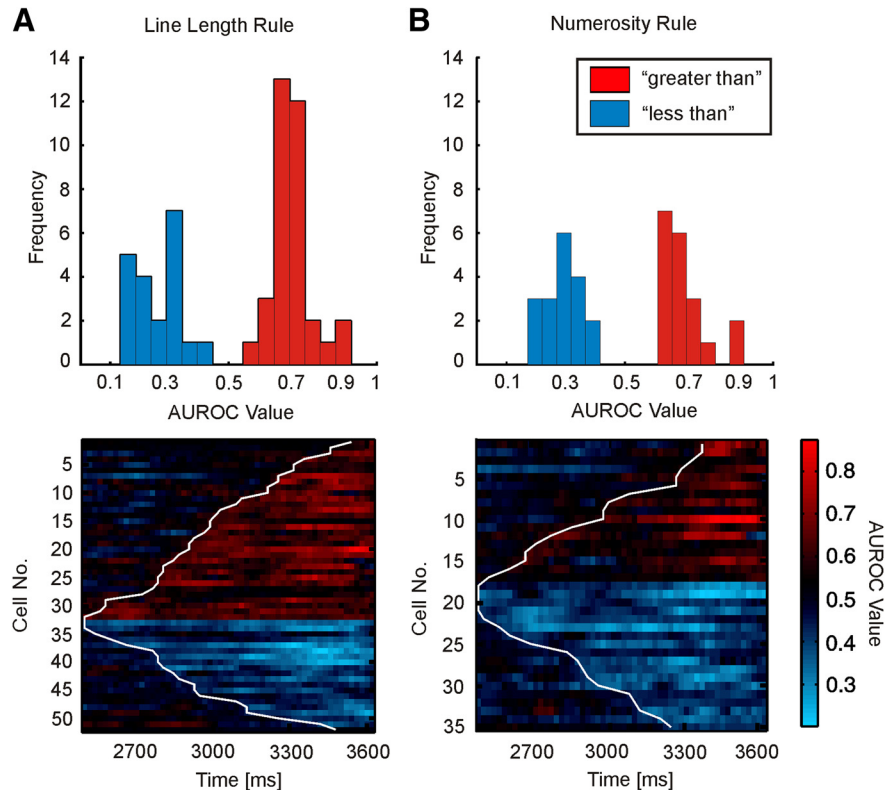 A
Line Length Rule
14
12
10
8
6
4
2
0
Frequency
0.1 0.3 0.5 0.7 0.9 1
AUROC Value
B
Numerosity Rule
14
12
10
8
6
4
2
0
Frequency
"greater than"
"less than"
0.1 0.3 0.5 0.7 0.9 1
AUROC Value
5
10
15
20
25
30
35
40
45
50
Cell No.
2700 3000 3300 3600
Time [ms]
5
10
15
20
25
30
35
Cell No.
2700 3000 3300 3600
Time [ms]
0.8
0.7
0.6
0.5
0.4
0.3
AUROC Value